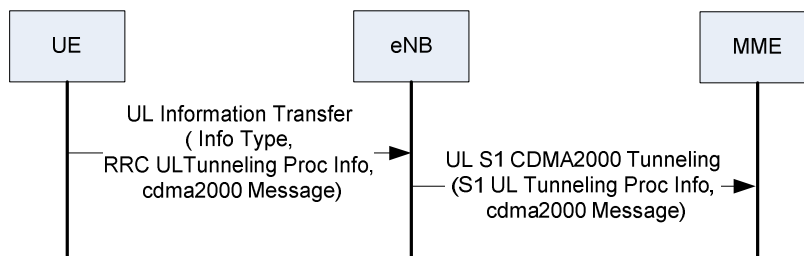 UE
eNB
MME
UL Information Transfer
( Info Type,
RRC ULTunneling Proc Info,
cdma2000 Message)
UL S1 CDMA2000 Tunneling
(S1 UL Tunneling Proc Info,
cdma2000 Message)